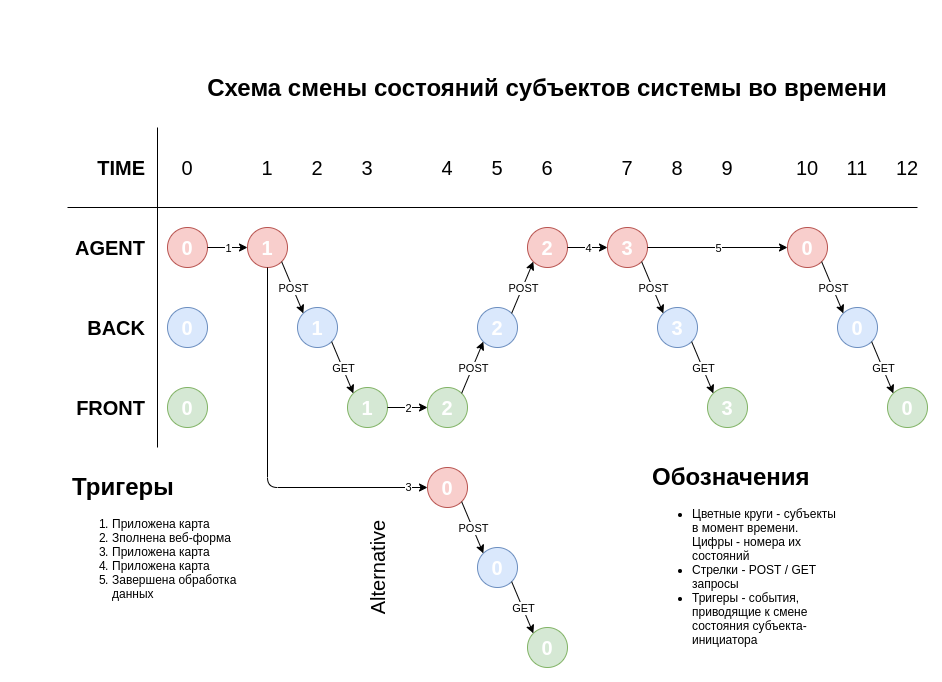 Схема смены состояний субъектов системы во времени
TIME 0 1 2 3 4 5 6 7 8 9 10 11 12
AGENT 0 1 1 2 4 3 5 0
POST POST POST POST
BACK 0 1 2 3 0
GET POST GET GET
FRONT 0 1 2 2 3 0
Тригеры
1. Приложена карта
2. Зполнена веб-форма
3. Приложена карта
4. Приложена карта
5. Завершена обработка
данных
3 0
POST
Alternative
0
GET
0
Обозначения
• Цветные круги - субъекты
в момент времени.
Цифры - номера их
состояний
• Стрелки - POST / GET
запросы
• Тригеры - события,
приводящие к смене
состояния субъекта-
инициатора